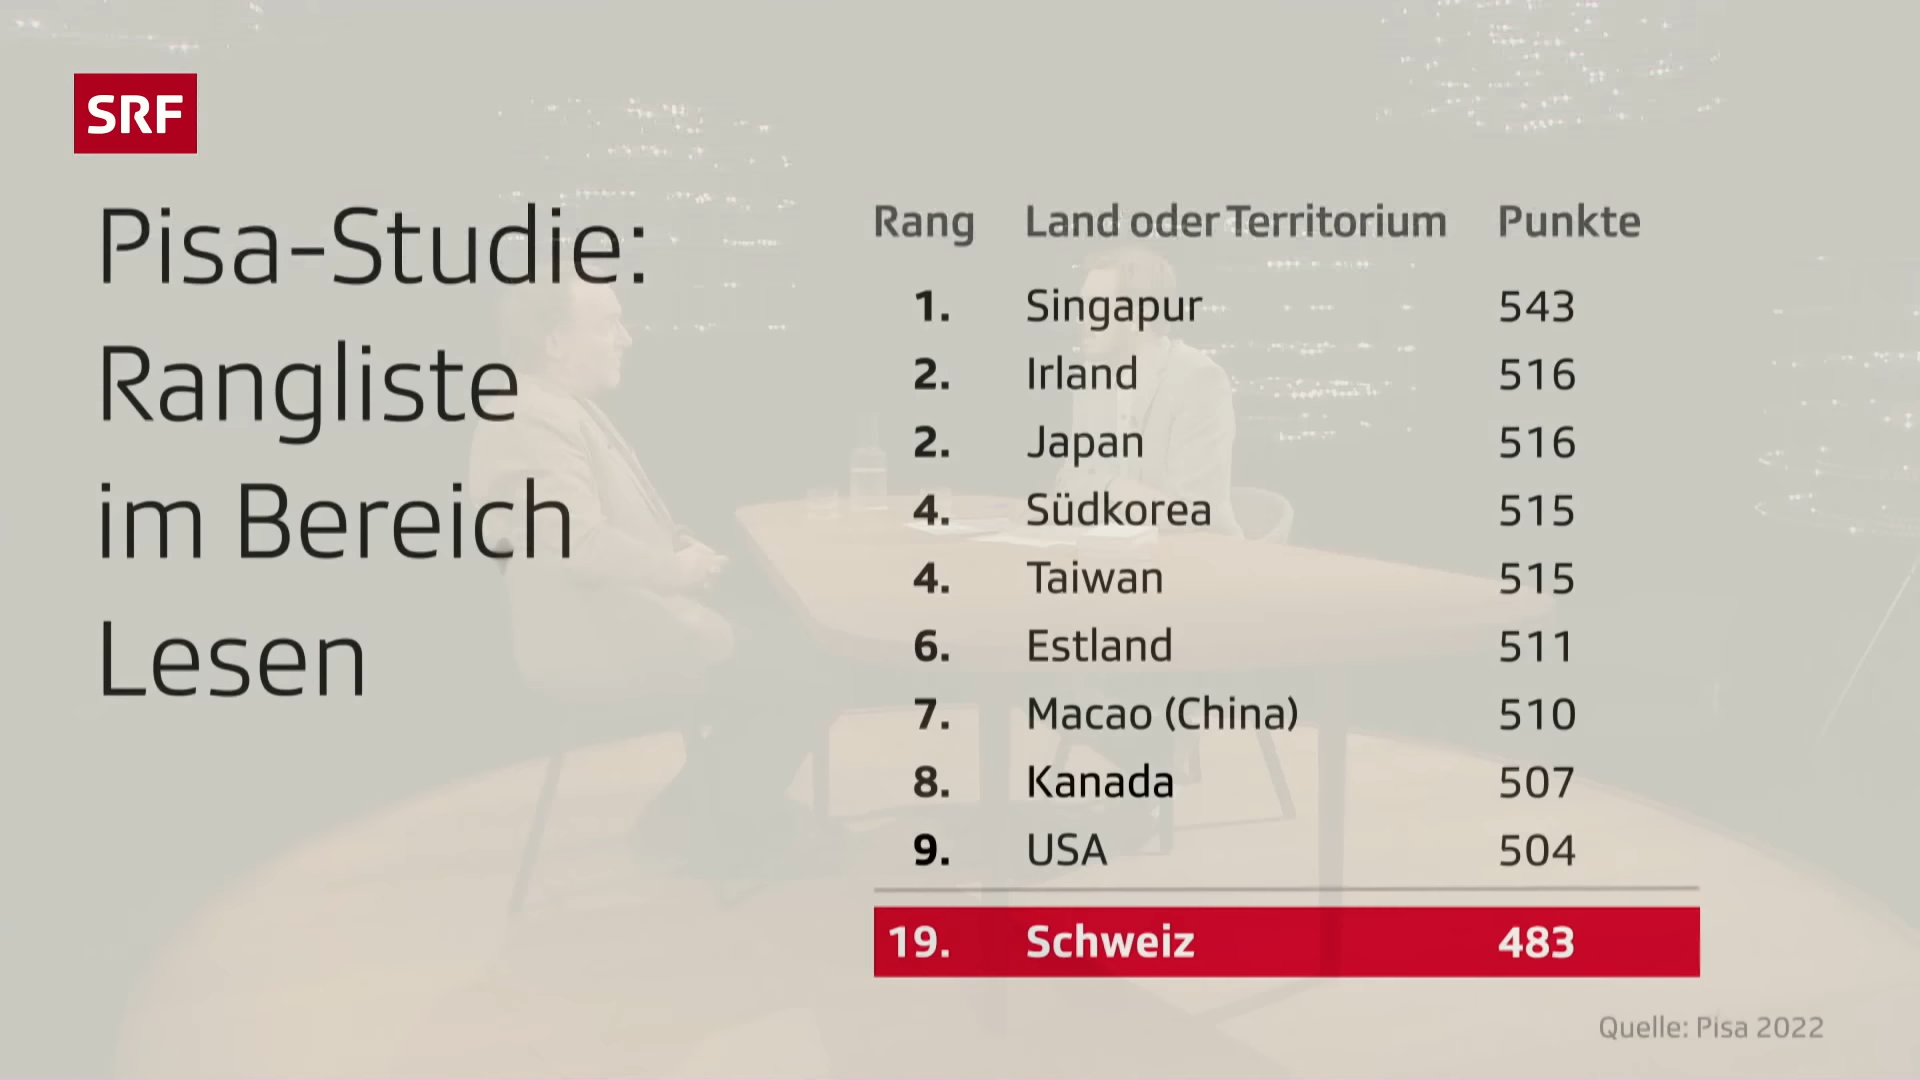 SRF
Pisa-Studie:
Rangliste
im Bereich
Lesen
Rang Land oder Territorium Punkte
1. Singapur 543
2. Irland 516
2. Japan 516
4. Südkorea 515
4. Taiwan 515
6. Estland 511
7. Macao (China) 510
8. Kanada 507
9. USA 504
19. Schweiz 483
Quelle: Pisa 2022